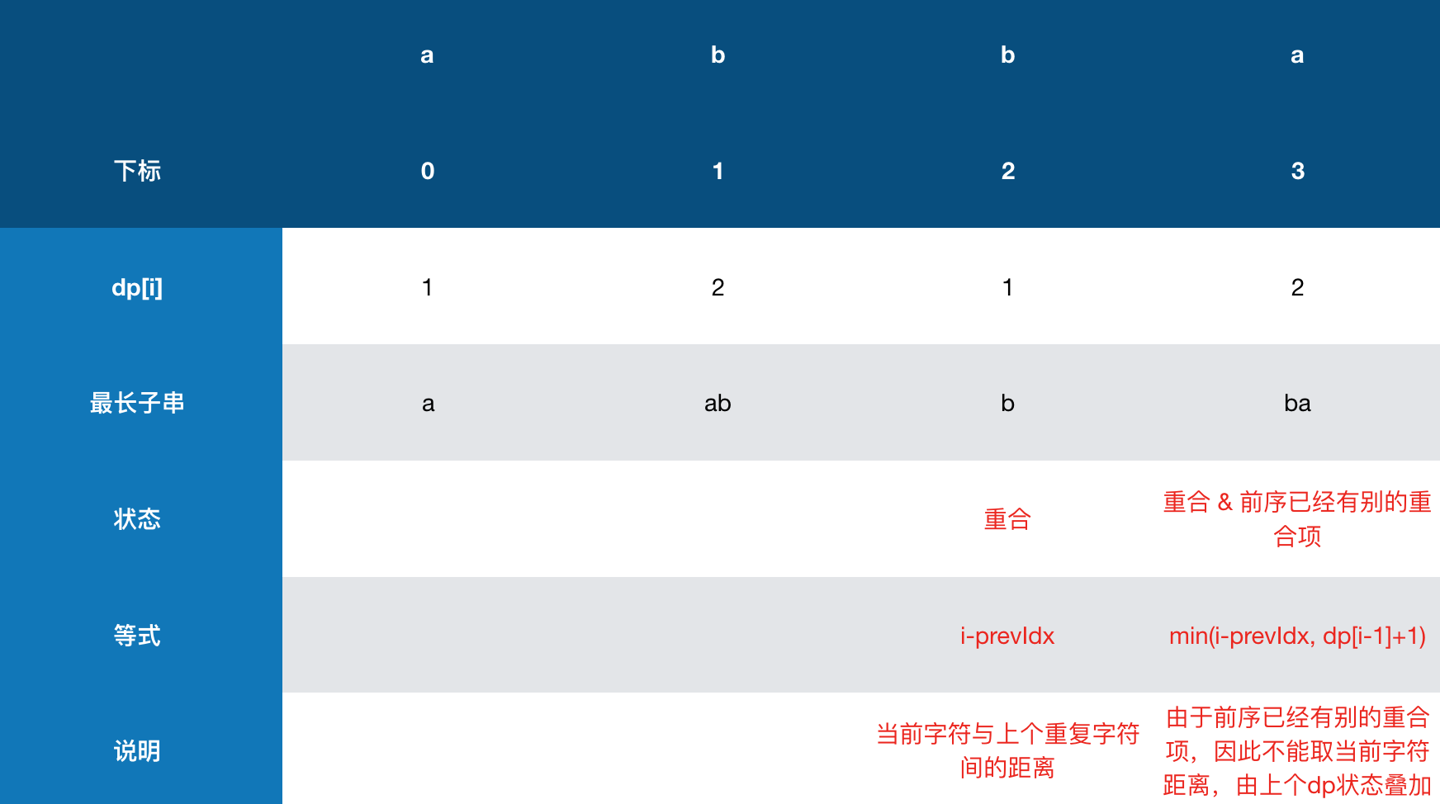 a b b a
下标 0 1 2 3
dp[i] 1 2 1 2
最长子串 a ab b ba
状态 重合 重合 & 前序已经有别的重
合项
等式 i-prevIdx min(i-prevIdx, dp[i-1]+1)
说明
当前字符与上个重复字符
间的距离
由于前序已经有别的重合
项，因此不能取当前字符
距离，由上个dp状态叠加